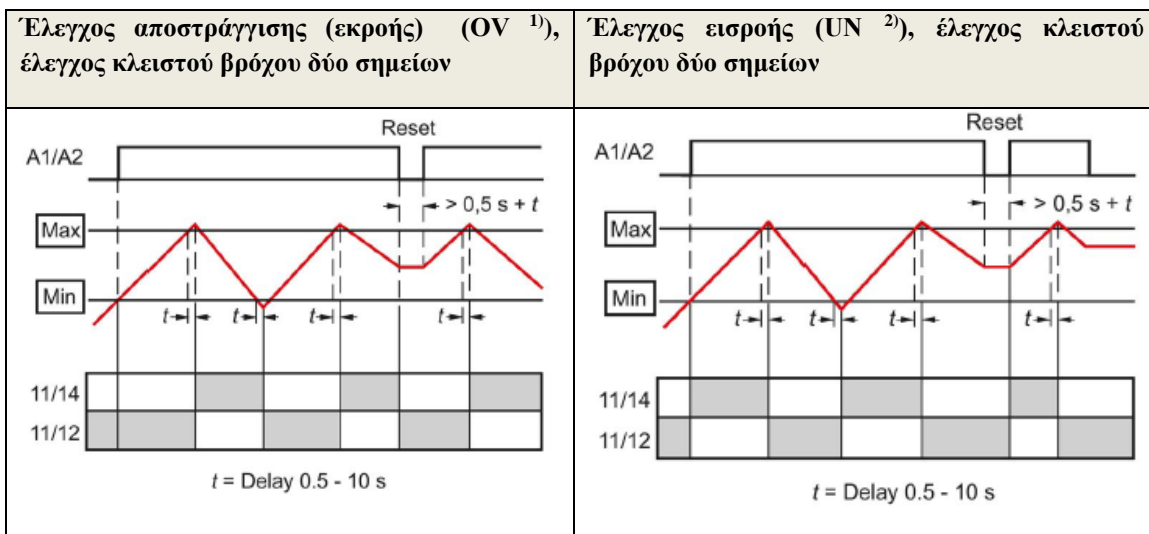 Έλεγχος αποστράγγισης (εκροής) (OV 1)),
έλεγχος κλειστού βρόχου δύο σημείων
Έλεγχος εισροής (UN 2)), έλεγχος κλειστού
βρόχου δύο σημείων
Reset
A1/A2
> 0,5 s + t
Max
Min
t t t t
11/14
11/12
t = Delay 0.5 - 10 s
Reset
A1/A2
> 0,5 s + t
Max
Min
t t t t
11/14
11/12
t = Delay 0.5 - 10 s